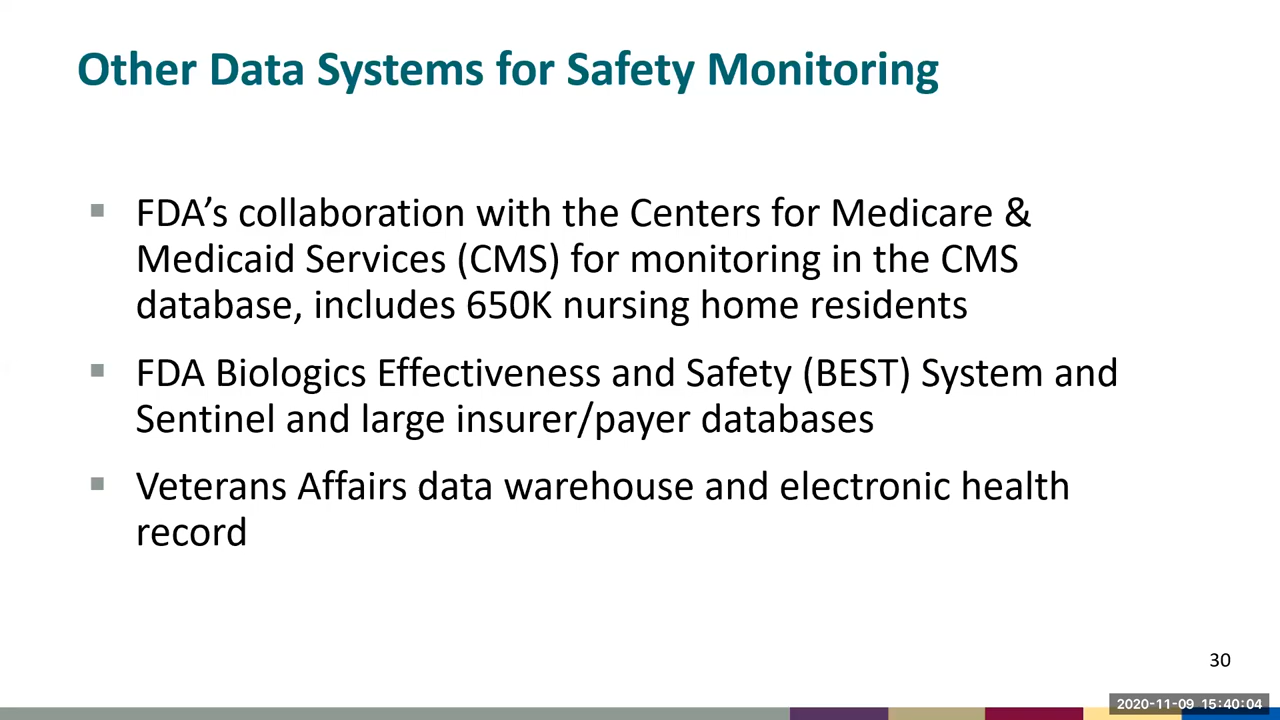 Other Data Systems for Safety Monitoring
▪ FDA’s collaboration with the Centers for Medicare &
Medicaid Services (CMS) for monitoring in the CMS
database, includes 650K nursing home residents
▪ FDA Biologics Effectiveness and Safety (BEST) System and
Sentinel and large insurer/payer databases
▪ Veterans Affairs data warehouse and electronic health
record
30
2020-11-09 15:40:04